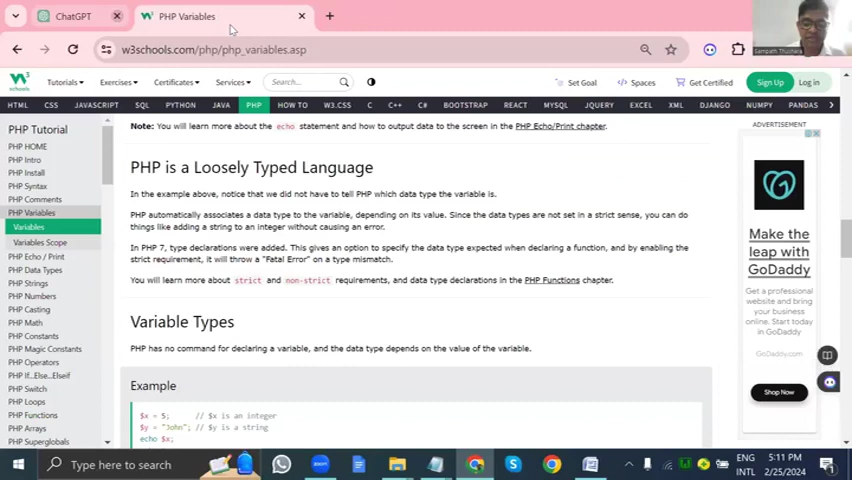 ChatGPT
PHP Variables
w3schools.com/php/php_variables.asp
Sampath Thuchara
W3
schools
Tutorials
Exercises
Certificates
Services
Search...
Set Goal
Spaces
Get Certified
Sign Up
Log in
HTML CSS JAVASCRIPT SQL PYTHON JAVA PHP HOW TO W3.CSS C C++ C# BOOTSTRAP REACT MYSQL JQUERY EXCEL XML DJANGO NUMPY PANDAS
PHP Tutorial
PHP HOME
PHP Intro
PHP Install
PHP Syntax
PHP Comments
PHP Variables
Variables
Variables Scope
PHP Echo / Print
PHP Data Types
PHP Strings
PHP Numbers
PHP Casting
PHP Math
PHP Constants
PHP Magic Constants
PHP Operators
PHP If...Else...Elseif
PHP Switch
PHP Loops
PHP Functions
PHP Arrays
PHP Superglobals
Note: You will learn more about the echo statement and how to output data to the screen in the PHP Echo/Print chapter.
PHP is a Loosely Typed Language
In the example above, notice that we did not have to tell PHP which data type the variable is.
PHP automatically associates a data type to the variable, depending on its value. Since the data types are not set in a strict sense, you can do
things like adding a string to an integer without causing an error.
In PHP 7, type declarations were added. This gives an option to specify the data type expected when declaring a function, and by enabling the
strict requirement, it will throw a "Fatal Error" on a type mismatch.
You will learn more about strict and non-strict requirements, and data type declarations in the PHP Functions chapter.
Variable Types
PHP has no command for declaring a variable, and the data type depends on the value of the variable.
Example
$x = 5; // $x is an integer
$y = "John"; // $y is a string
echo $x;
ADVERTISEMENT
Make the
leap with
GoDaddy
Get a professional
website and bring
your business
online. Start
today in
GoDaddy.com
Shop Now
Type here to search
zoom
ENG
INTL
5:11 PM
2/25/2024
1